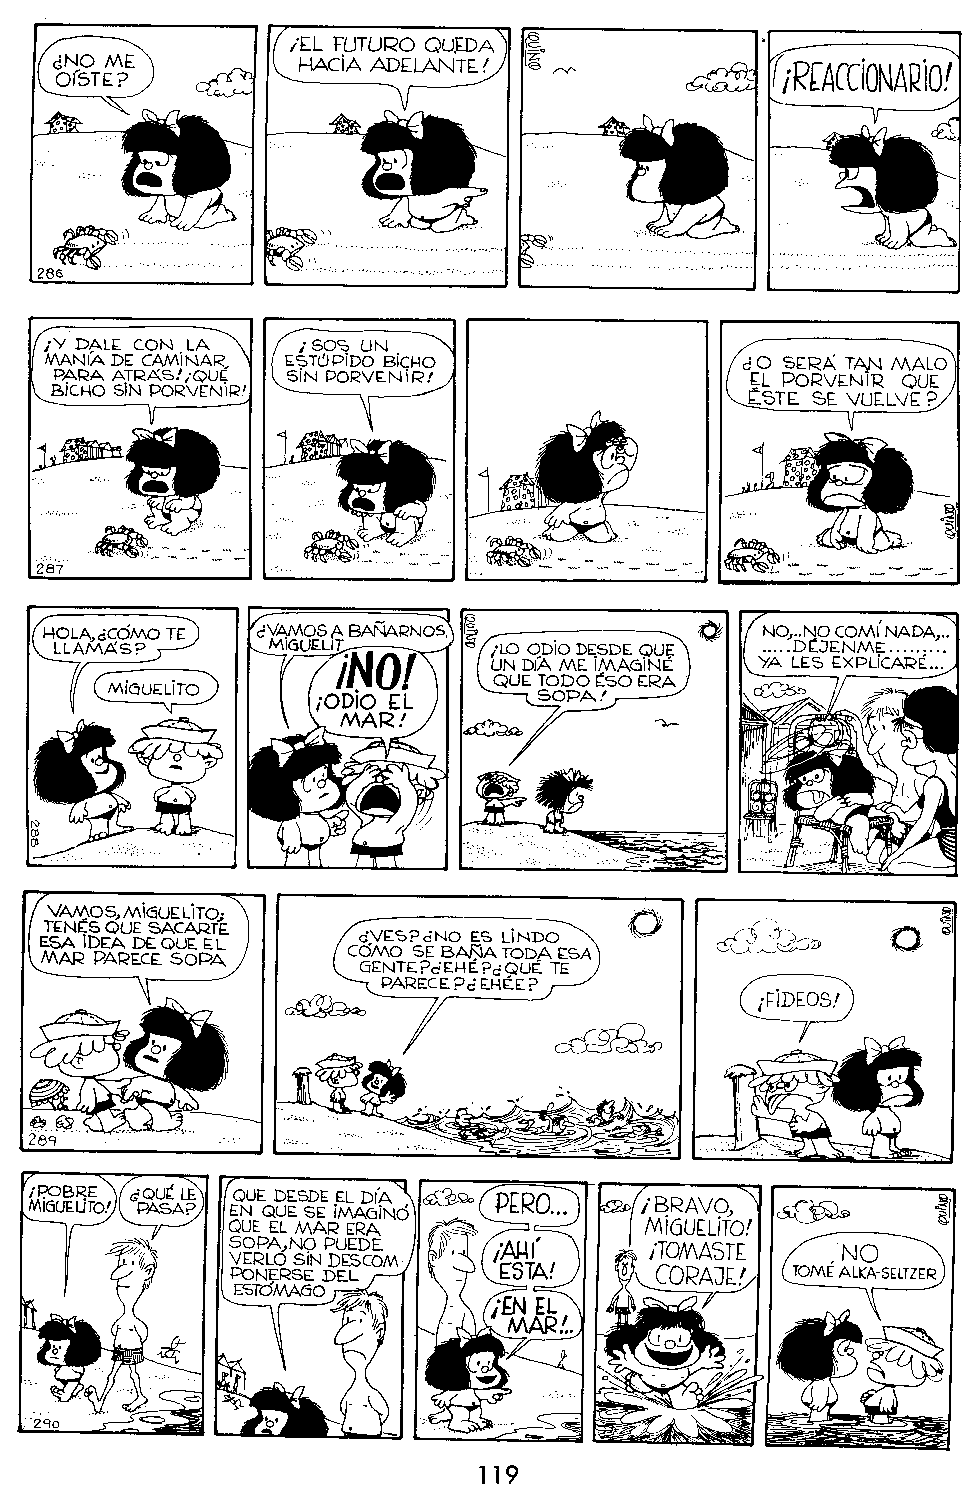 ¿NO ME
OÍSTE?
¡EL FUTURO QUEDA
HACIA ADELANTE!
QUINO
¡REACCIONARIO!
286
¡Y DALE CON LA
MANÍA DE CAMINAR
PARA ATRÁS! ¡QUÉ
BICHO SIN PORVENIR!
¡SOS UN
ESTÚPIDO BICHO
SIN PORVENIR!
¿O SERÁ TAN MALO
EL PORVENIR QUE
ÉSTE SE VUELVE?
QUINO
287
HOLA, ¿CÓMO TE
LLAMÁS?
MIGUELITO
¿VAMOS A BAÑARNOS,
MIGUELIT
¡NO!
¡ODIO EL
MAR!
QUINO
¡LO ODIO DESDE QUE
UN DÍA ME IMAGINÉ
QUE TODO ESO ERA
SOPA!
NO,..NO COMÍ NADA,..
.....DÉJENME.........
YA LES EXPLICARÉ...
288
VAMOS, MIGUELITO;
TENÉS QUE SACARTE
ESA IDEA DE QUE EL
MAR PARECE SOPA
¿VES? ¿NO ES LINDO
CÓMO SE BAÑA TODA ESA
GENTE? ¿EHÉ? ¿QUÉ TE
PARECE? ¿EHÉE?
QUINO
¡FIDEOS!
289
¡POBRE
MIGUELITO!
¿QUÉ LE
PASA?
QUE DESDE EL DÍA
EN QUE SE IMAGINÓ
QUE EL MAR ERA
SOPA, NO PUEDE
VERLO SIN DESCOM
PONERSE DEL
ESTÓMAGO
PERO...
¡AHÍ
ESTA!
¡EN EL
MAR!..
¡BRAVO,
MIGUELITO!
¡TOMASTE
CORAJE!
QUINO
NO
TOMÉ ALKA-SELTZER
290
119